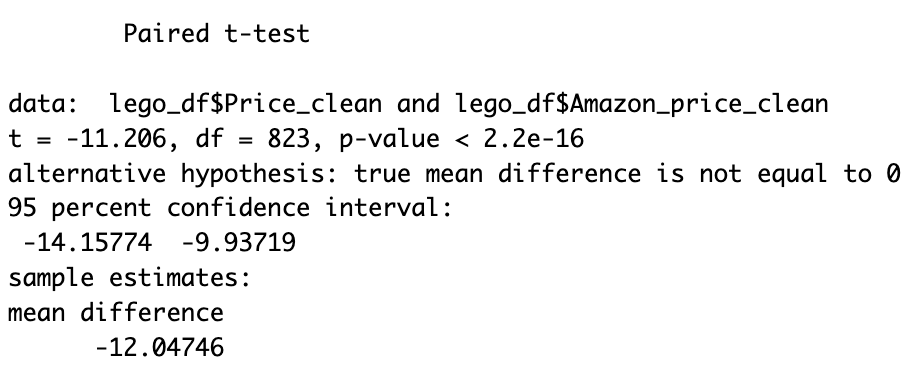 Paired t-test
data: lego_df$Price_clean and lego_df$Amazon_price_clean
t = -11.206, df = 823, p-value < 2.2e-16
alternative hypothesis: true mean difference is not equal to 0
95 percent confidence interval:
-14.15774 -9.93719
sample estimates:
mean difference
-12.04746